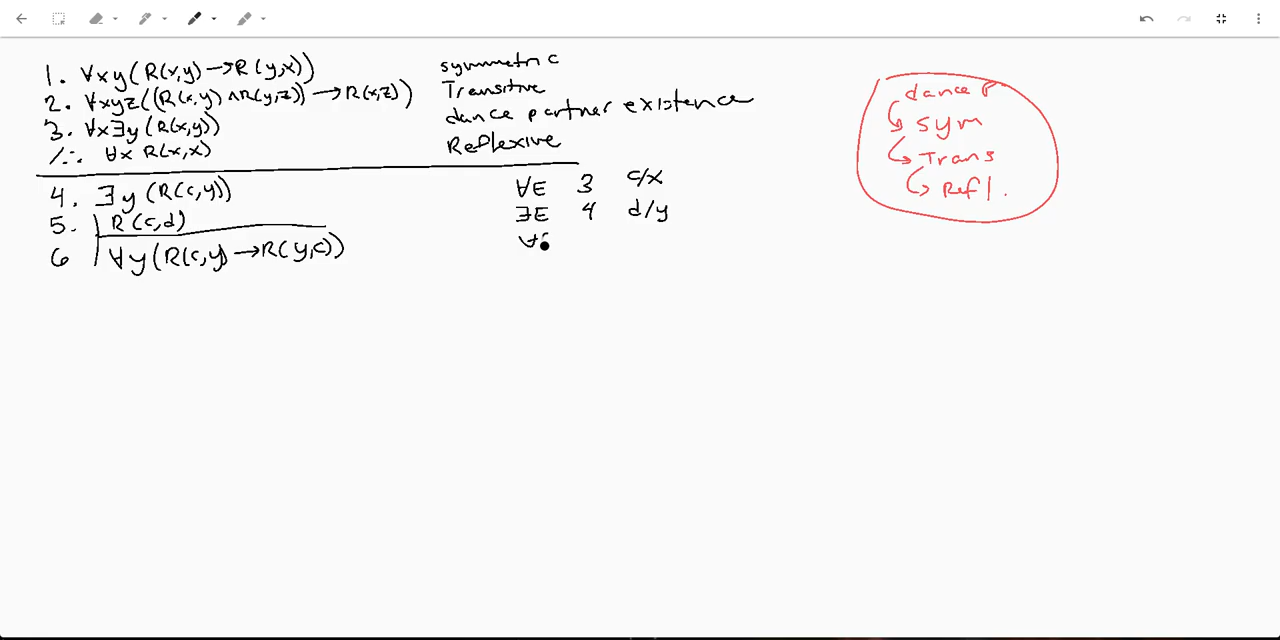 1. ∀xy(R(x,y)→R(y,x)) symmetric
2. ∀xyz((R(x,y)∧R(y,z))→R(x,z)) Transitive
3. ∀x∃y(R(x,y)) dance partner existence
/∴ ∀x R(x,x) Reflexive
4. ∃y(R(c,y)) ∀E 3 c/x
5. R(c,d) ∃E 4 d/y
6 ∀y(R(c,y)→R(y,c)) ∀
dance P
↳ sym
↳ Trans
↳ Refl.